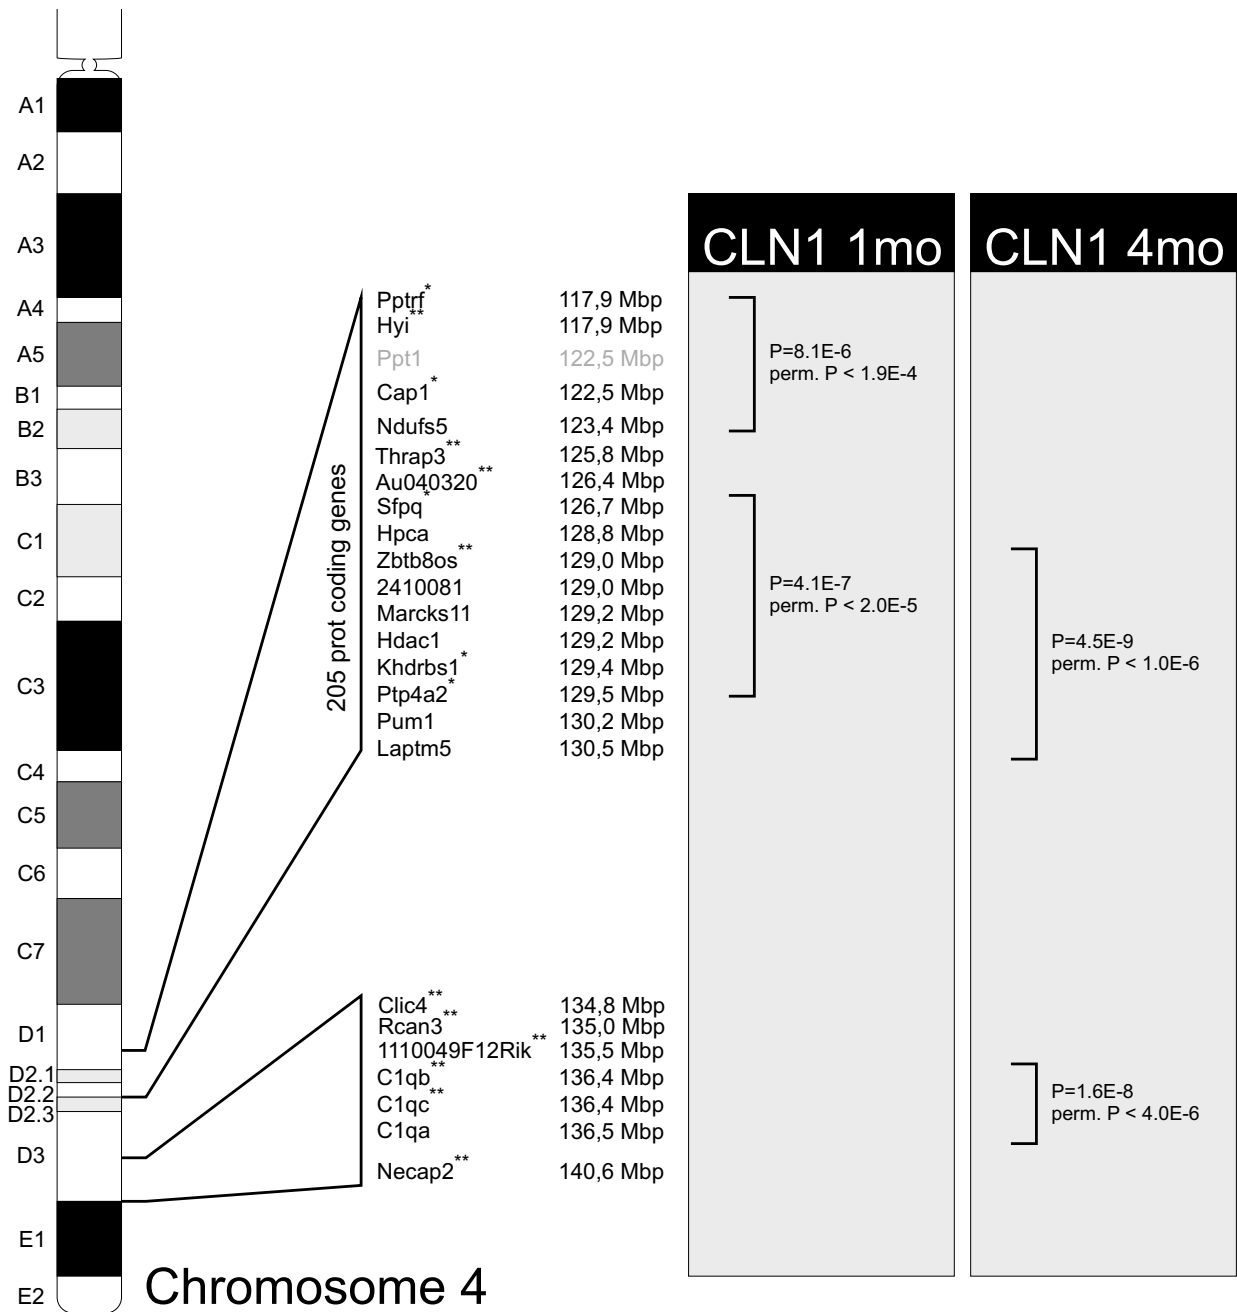 A1
A2
A3
A4
A5
B1
B2
B3
C1
C2
C3
C4
C5
C6
C7
D1
D2.1
D2.2
D2.3
D3
E1
E2
Chromosome 4
205 prot coding genes
Pptrf* 117,9 Mbp
Hyi** 117,9 Mbp
Ppt1 122,5 Mbp
Cap1* 122,5 Mbp
Ndufs5 123,4 Mbp
Thrap3** 125,8 Mbp
Au040320** 126,4 Mbp
Sfpq* 126,7 Mbp
Hpca 128,8 Mbp
Zbtb8os** 129,0 Mbp
2410081 129,0 Mbp
Marcks11 129,2 Mbp
Hdac1 129,2 Mbp
Khdrbs1* 129,4 Mbp
Ptp4a2* 129,5 Mbp
Pum1 130,2 Mbp
Laptm5 130,5 Mbp
Clic4** 134,8 Mbp
Rcan3** 135,0 Mbp
1110049F12Rik** 135,5 Mbp
C1qb** 136,4 Mbp
C1qc** 136,4 Mbp
C1qa 136,5 Mbp
Necap2** 140,6 Mbp
CLN1 1mo
P=8.1E-6
perm. P < 1.9E-4
P=4.1E-7
perm. P < 2.0E-5
CLN1 4mo
P=4.5E-9
perm. P < 1.0E-6
P=1.6E-8
perm. P < 4.0E-6